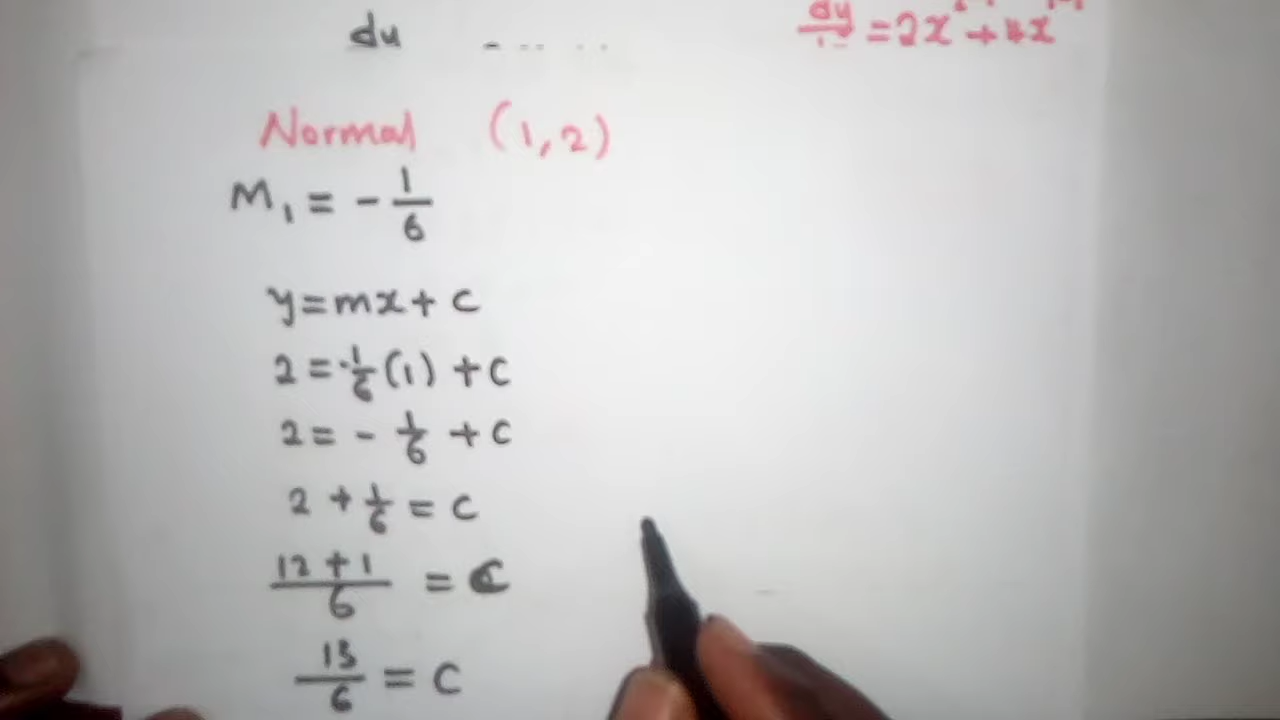 du
dy/ = 2x + 4x
Normal (1,2)
M₁ = - 1/6
y=mx+c
2=-1/6(1)+c
2=-1/6+c
2+1/6=c
12+1/6=c
13/6=c